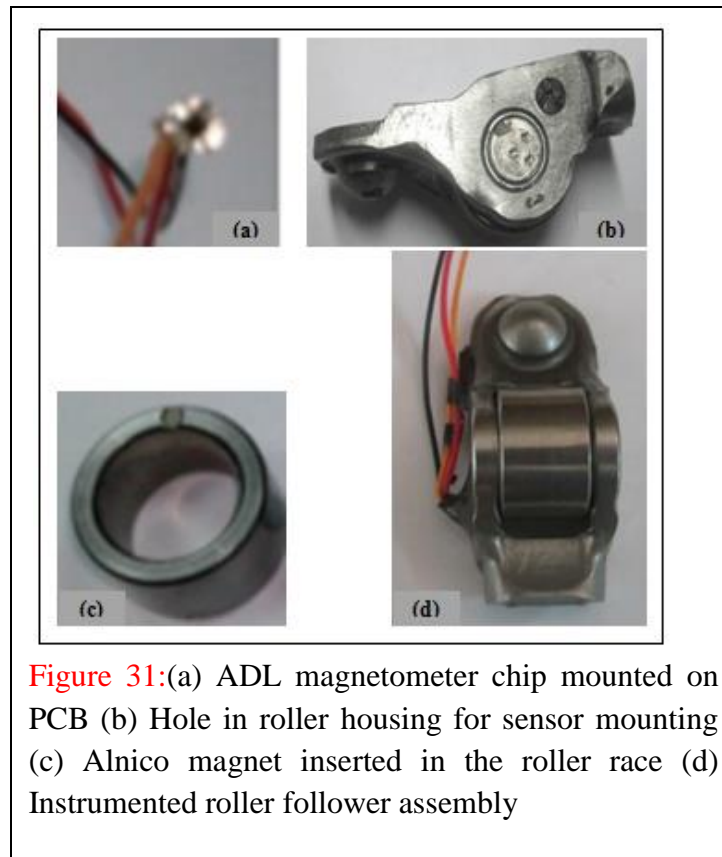 (a)
(b)
(c)
(d)
Figure 31:(a) ADL magnetometer chip mounted on
PCB (b) Hole in roller housing for sensor mounting
(c) Alnico magnet inserted in the roller race (d)
Instrumented roller follower assembly